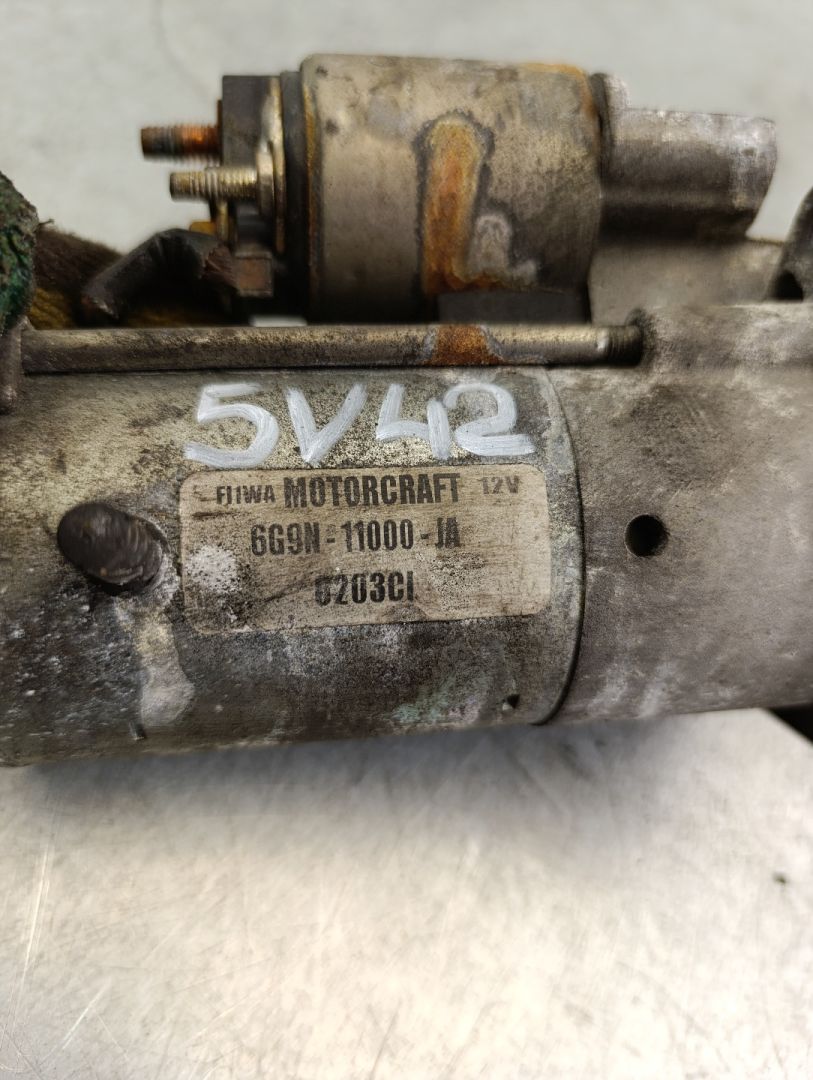 5V42
FIIWA MOTORCRAFT 12V
6G9N-11000-JA
0203CI